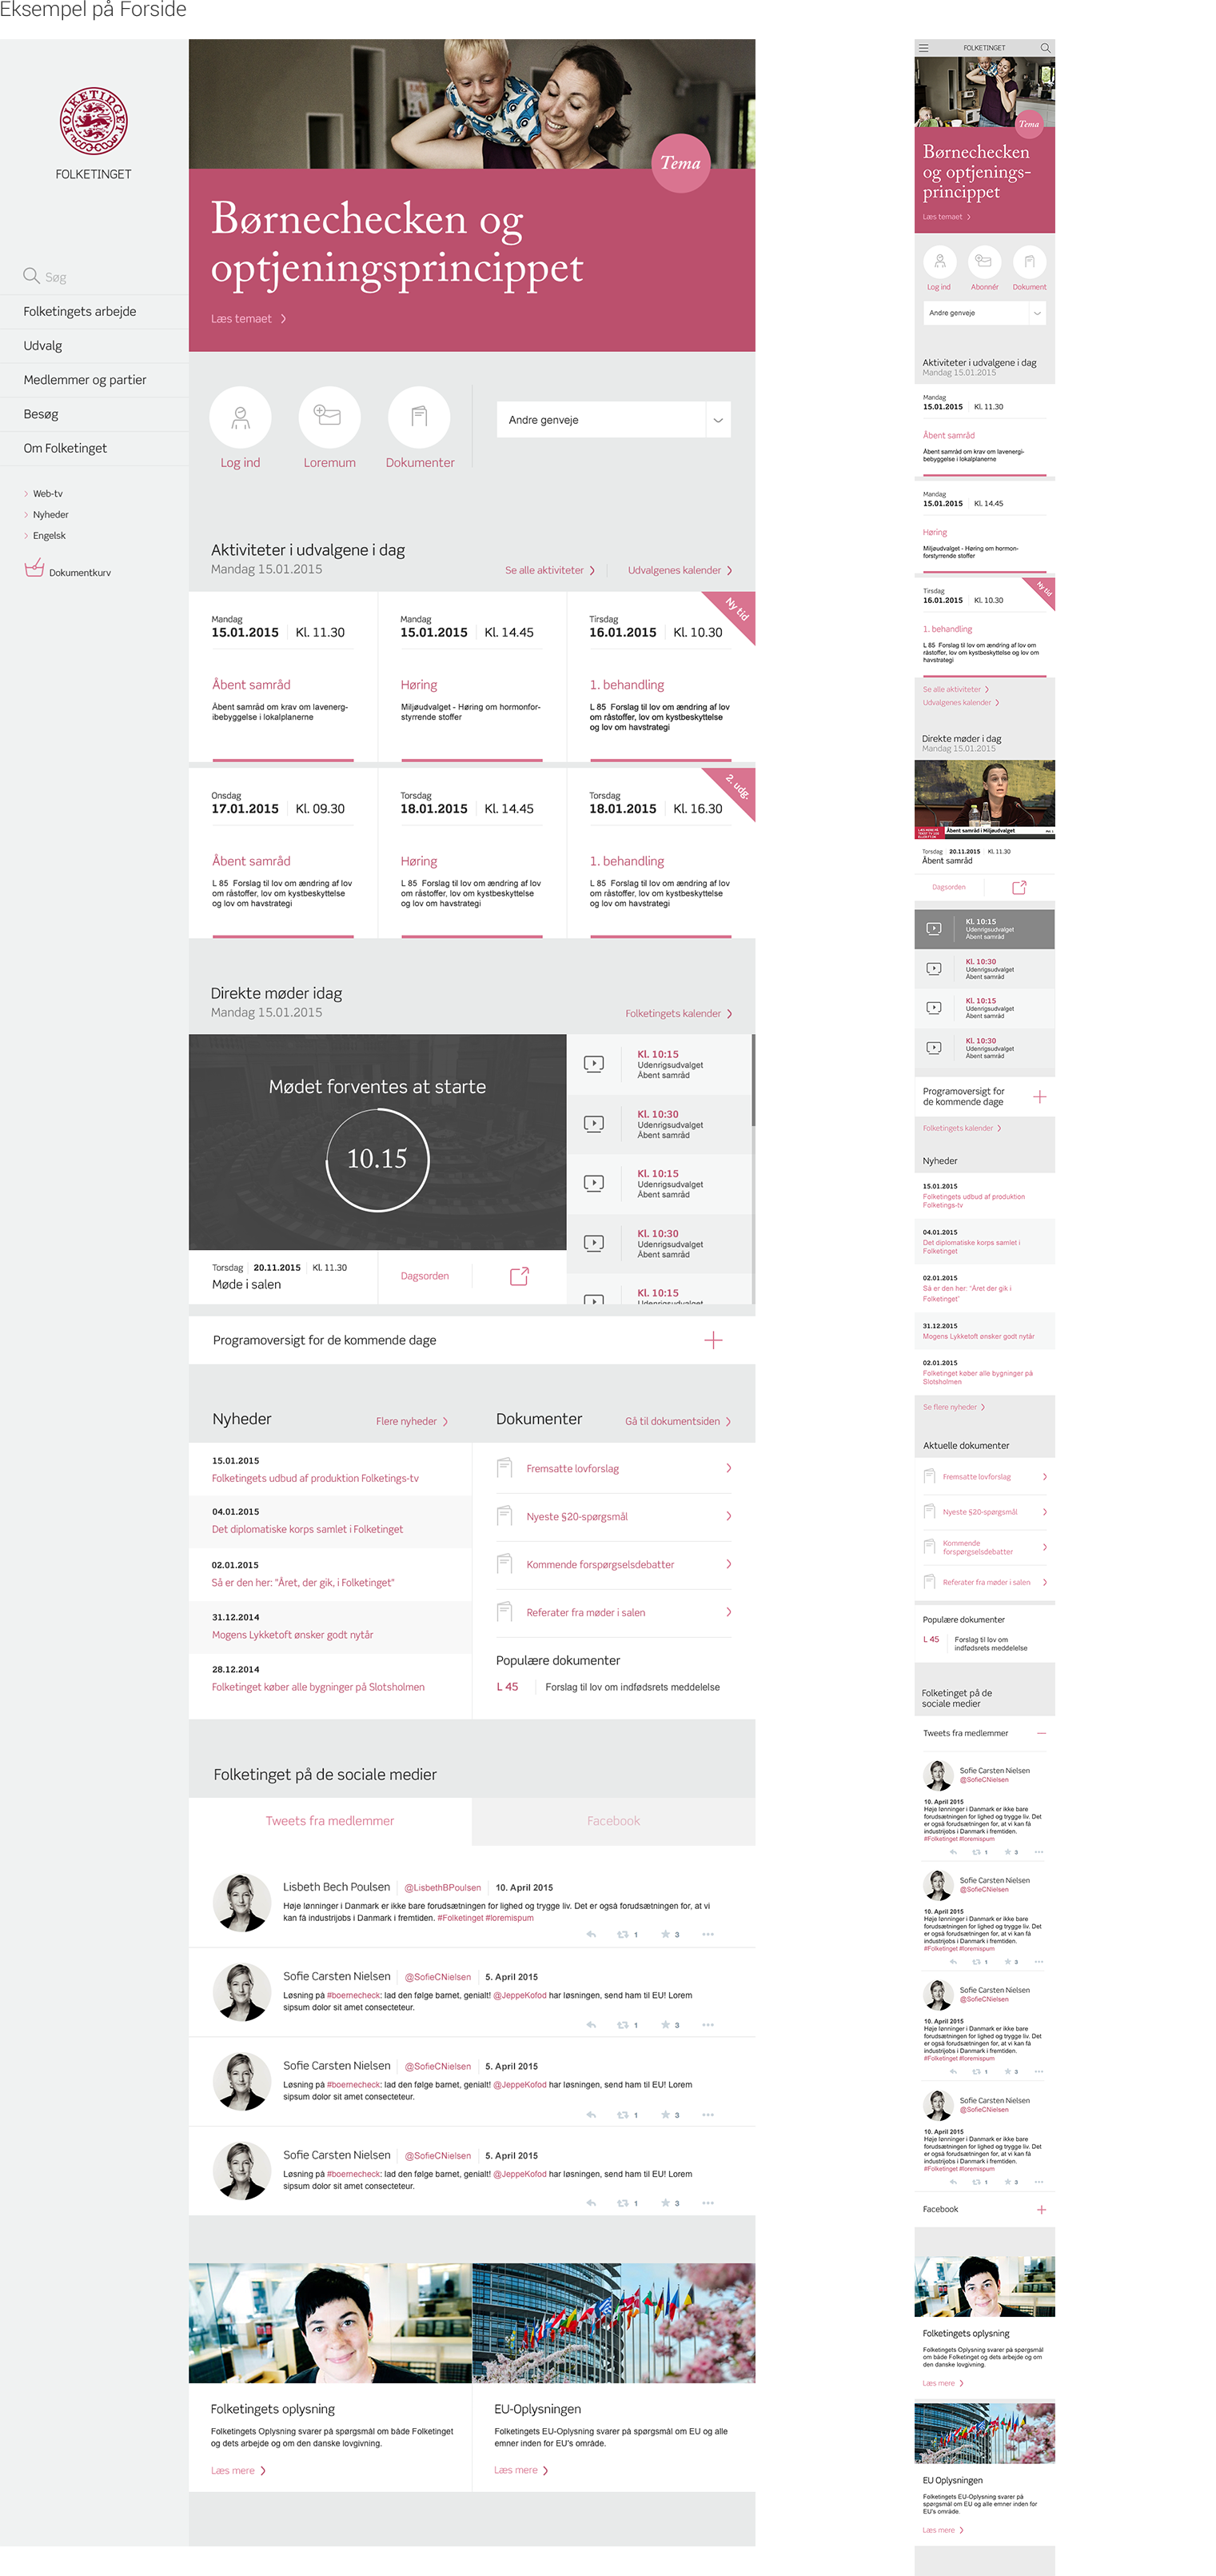 Eksempel på Forside
FOLKETINGET
FOLKETINGET
Søg
Folketingets arbejde
Udvalg
Medlemmer og partier
Besøg
Om Folketinget
Web-tv
Nyheder
Engelsk
Dokumentkurv
Tema
Børnechecken og
optjeningsprincippet
Læs temaet
Log ind
Loremum
Dokumenter
Andre genveje
Aktiviteter i udvalgene i dag
Mandag 15.01.2015
Se alle aktiviteter
Udvalgenes kalender
Mandag
15.01.2015 Kl. 11.30
Åbent samråd
Åbent samråd om krav om lavenerg-
ibebyggelse i lokalplanerne
Mandag
15.01.2015 Kl. 14.45
Høring
Miljøudvalget - Høring om hormonfor-
styrrende stoffer
Ny tid
Tirsdag
16.01.2015 Kl. 10.30
1. behandling
L 85 Forslag til lov om ændring af lov
om råstoffer, lov om kystbeskyttelse
og lov om havstrategi
Onsdag
17.01.2015 Kl. 09.30
Åbent samråd
L 85 Forslag til lov om ændring af lov
om råstoffer, lov om kystbeskyttelse
og lov om havstrategi
Torsdag
18.01.2015 Kl. 14.45
Høring
L 85 Forslag til lov om ændring af lov
om råstoffer, lov om kystbeskyttelse
og lov om havstrategi
2. udg.
Torsdag
18.01.2015 Kl. 16.30
1. behandling
L 85 Forslag til lov om ændring af lov
om råstoffer, lov om kystbeskyttelse
og lov om havstrategi
Direkte møder idag
Mandag 15.01.2015
Folketingets kalender
Mødet forventes at starte
10.15
Torsdag 20.11.2015 Kl. 11.30
Møde i salen
Dagsorden
Kl. 10:15
Udenrigsudvalget
Åbent samråd
Kl. 10:30
Udenrigsudvalget
Åbent samråd
Kl. 10:15
Udenrigsudvalget
Åbent samråd
Kl. 10:30
Udenrigsudvalget
Åbent samråd
Kl. 10:15
Udenrigsudvalget
Programoversigt for de kommende dage
Nyheder
Flere nyheder
15.01.2015
Folketingets udbud af produktion Folketings-tv
04.01.2015
Det diplomatiske korps samlet i Folketinget
02.01.2015
Så er den her: "Året, der gik, i Folketinget"
31.12.2014
Mogens Lykketoft ønsker godt nytår
28.12.2014
Folketinget køber alle bygninger på Slotsholmen
Dokumenter
Gå til dokumentsiden
Fremsatte lovforslag
Nyeste §20-spørgsmål
Kommende forspørgselsdebatter
Referater fra møder i salen
Populære dokumenter
L 45 Forslag til lov om indfødsrets meddelelse
Folketinget på de sociale medier
Tweets fra medlemmer
Facebook
Lisbeth Bech Poulsen @LisbethBPoulsen 10. April 2015
Høje lønninger i Danmark er ikke bare forudsætningen for lighed og trygge liv. Det er også forudsætningen for, at vi
kan få industrijobs i Danmark i fremtiden. #Folketinget #loremispum
1 3
Sofie Carsten Nielsen @SofieCNielsen 5. April 2015
Løsning på #boernecheck: lad den følge barnet, genialt! @JeppeKofod har løsningen, send ham til EU! Lorem
sipsum dolor sit amet consecteteur.
1 3
Sofie Carsten Nielsen @SofieCNielsen 5. April 2015
Løsning på #boernecheck: lad den følge barnet, genialt! @JeppeKofod har løsningen, send ham til EU! Lorem
sipsum dolor sit amet consecteteur.
1 3
Sofie Carsten Nielsen @SofieCNielsen 5. April 2015
Løsning på #boernecheck: lad den følge barnet, genialt! @JeppeKofod har løsningen, send ham til EU! Lorem
sipsum dolor sit amet consecteteur.
1 3
Folketingets oplysning
Folketingets Oplysning svarer på spørgsmål om både Folketinget
og dets arbejde og om den danske lovgivning.
Læs mere
EU-Oplysningen
Folketingets EU-Oplysning svarer på spørgsmål om EU og alle
emner inden for EU's område.
Læs mere
FOLKETINGET
Tema
Børnechecken
og optjenings-
princippet
Læs temaet
Log ind
Abonnér
Dokument
Andre genveje
Aktiviteter i udvalgene i dag
Mandag 15.01.2015
Mandag
15.01.2015 Kl. 11.30
Åbent samråd
Åbent samråd om krav om lavenergi-
bebyggelse i lokalplanerne
Mandag
15.01.2015 Kl. 14.45
Høring
Miljøudvalget - Høring om hormon-
forstyrrende stoffer
Ny tid
Tirsdag
16.01.2015 Kl. 10.30
1. behandling
L 85 Forslag til lov om ændring af lov om
råstoffer, lov om kystbeskyttelse og lov om
havstrategi
Se alle aktiviteter
Udvalgenes kalender
Direkte møder i dag
Mandag 15.01.2015
Åbent samråd i Miljøudvalget
Torsdag 20.11.2015 Kl. 11.30
Åbent samråd
Dagsorden
Kl. 10:15
Udenrigsudvalget
Åbent samråd
Kl. 10:30
Udenrigsudvalget
Åbent samråd
Kl. 10:15
Udenrigsudvalget
Åbent samråd
Kl. 10:30
Udenrigsudvalget
Åbent samråd
Programoversigt for
de kommende dage
Folketingets kalender
Nyheder
15.01.2015
Folketingets udbud af produktion
Folketings-tv
04.01.2015
Det diplomatiske korps samlet i
Folketinget
02.01.2015
Så er den her: "Året der gik i
Folketinget"
31.12.2015
Mogens Lykketoft ønsker godt nytår
02.01.2015
Folketinget køber alle bygninger på
Slotsholmen
Se flere nyheder
Aktuelle dokumenter
Fremsatte lovforslag
Nyeste §20-spørgsmål
Kommende
forspørgselsdebatter
Referater fra møder i salen
Populære dokumenter
L 45 Forslag til lov om
indfødsrets meddelelse
Folketinget på de
sociale medier
Tweets fra medlemmer
Sofie Carsten Nielsen
@SofieCNielsen
10. April 2015
Høje lønninger i Danmark er ikke bare
forudsætningen for lighed og trygge liv. Det
er også forudsætningen for, at vi kan få
industrijobs i Danmark i fremtiden.
#Folketinget #loremispum
1 3
Sofie Carsten Nielsen
@SofieCNielsen
10. April 2015
Høje lønninger i Danmark er ikke bare
forudsætningen for lighed og trygge liv. Det
er også forudsætningen for, at vi kan få
industrijobs i Danmark i fremtiden.
#Folketinget #loremispum
1 3
Sofie Carsten Nielsen
@SofieCNielsen
10. April 2015
Høje lønninger i Danmark er ikke bare
forudsætningen for lighed og trygge liv. Det
er også forudsætningen for, at vi kan få
industrijobs i Danmark i fremtiden.
#Folketinget #loremispum
1 3
Sofie Carsten Nielsen
@SofieCNielsen
10. April 2015
Høje lønninger i Danmark er ikke bare
forudsætningen for lighed og trygge liv. Det
er også forudsætningen for, at vi kan få
industrijobs i Danmark i fremtiden.
#Folketinget #loremispum
1 3
Facebook
Folketingets oplysning
Folketingets Oplysning svarer på spørgsmål
om både Folketinget og dets arbejde og om
den danske lovgivning.
Læs mere
EU Oplysningen
Folketingets EU-Oplysning svarer på
spørgsmål om EU og alle emner inden for
EU's område.
Læs mere